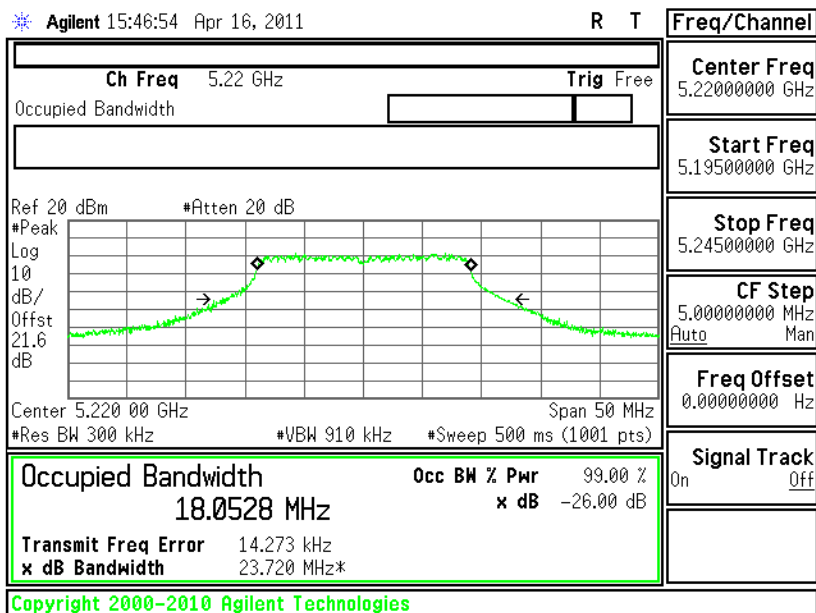 Agilent 15:46:54 Apr 16, 2011 R T
Freq/Channel
Ch Freq 5.22 GHz Trig Free
Occupied Bandwidth
Center Freq
5.22000000 GHz
Start Freq
5.19500000 GHz
Stop Freq
5.24500000 GHz
CF Step
5.00000000 MHz
Auto Man
Freq Offset
0.00000000 Hz
Signal Track
On Off
Ref 20 dBm #Atten 20 dB
#Peak
Log
10
dB/
Offst
21.6
dB
Center 5.220 00 GHz Span 50 MHz
#Res BW 300 kHz #VBW 910 kHz #Sweep 500 ms (1001 pts)
Occupied Bandwidth
18.0528 MHz
Occ BW % Pwr 99.00 %
x dB -26.00 dB
Transmit Freq Error 14.273 kHz
x dB Bandwidth 23.720 MHz*
Copyright 2000-2010 Agilent Technologies